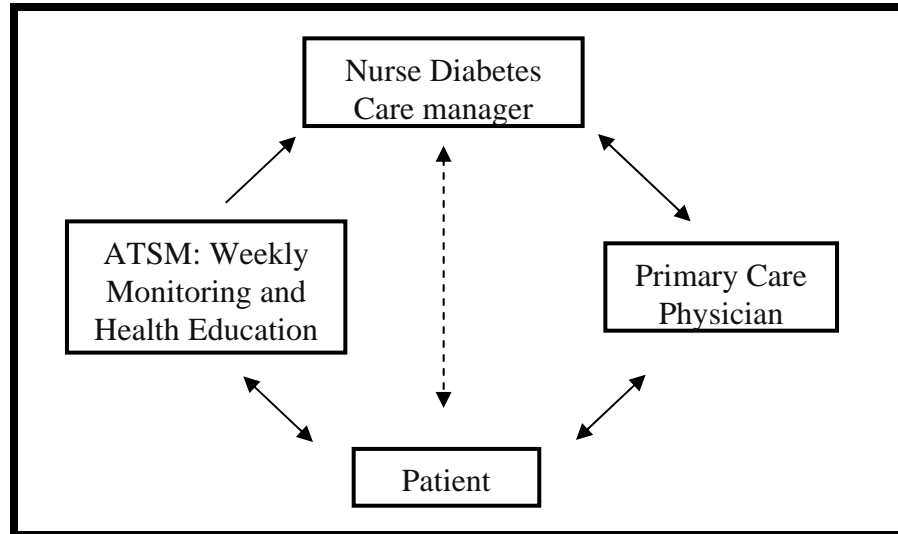 Nurse Diabetes
Care manager
ATSM: Weekly
Monitoring and
Health Education
Primary Care
Physician
Patient